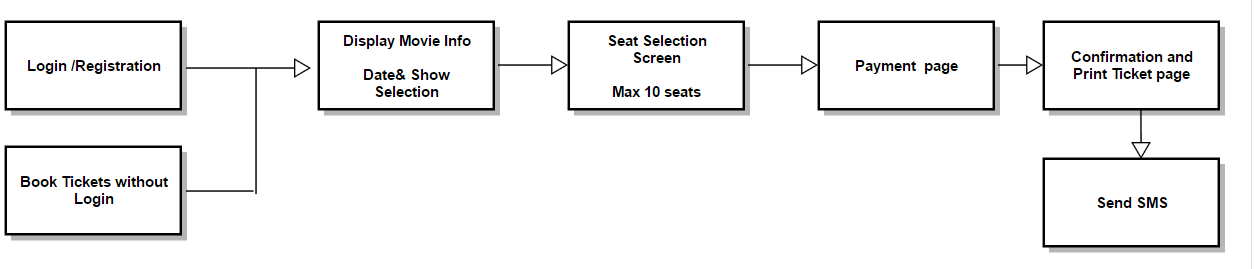 Login /Registration
Display Movie Info
Date& Show
Selection
Seat Selection
Screen
Max 10 seats
Payment  page
Confirmation and
Print Ticket page
Book Tickets without
Login
Send SMS